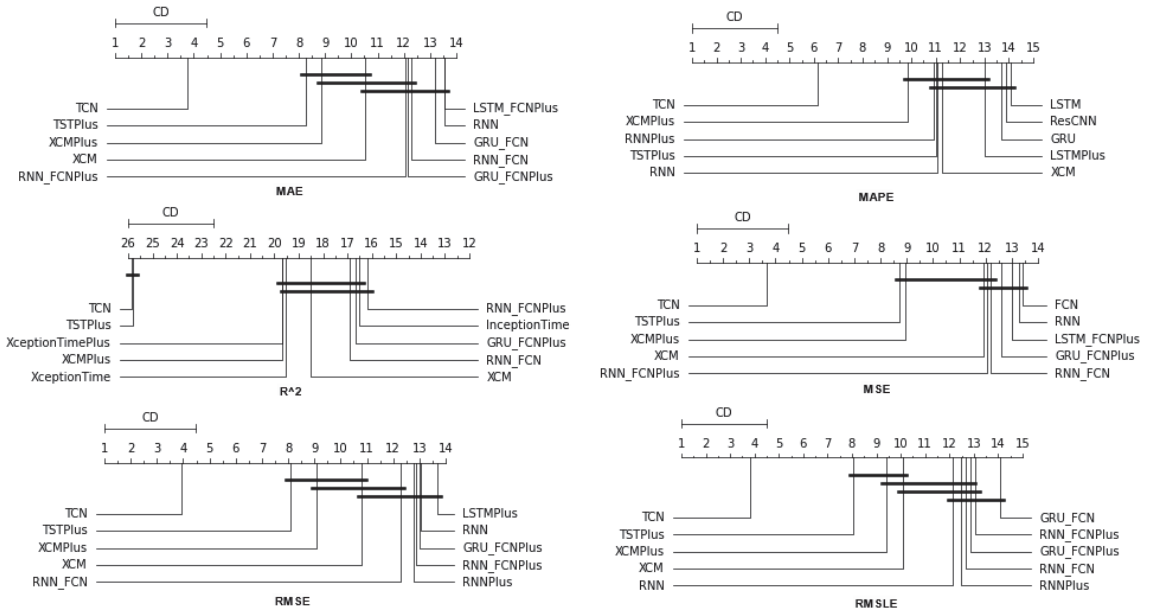 CD
1 2 3 4 5 6 7 8 9 10 11 12 13 14
TCN LSTM_FCNPlus
TSTPlus RNN
XCMPlus GRU_FCN
XCM RNN_FCN
RNN_FCNPlus GRU_FCNPlus
MAE
CD
1 2 3 4 5 6 7 8 9 10 11 12 13 14 15
TCN LSTM
XCMPlus ResCNN
RNNPlus GRU
TSTPlus LSTMPlus
RNN XCM
MAPE
CD
26 25 24 23 22 21 20 19 18 17 16 15 14 13 12
TCN RNN_FCNPlus
TSTPlus InceptionTime
XceptionTimePlus GRU_FCNPlus
XCMPlus RNN_FCN
XceptionTime XCM
R^2
CD
1 2 3 4 5 6 7 8 9 10 11 12 13 14
TCN FCN
TSTPlus RNN
XCMPlus LSTM_FCNPlus
XCM GRU_FCNPlus
RNN_FCNPlus RNN_FCN
MSE
CD
1 2 3 4 5 6 7 8 9 10 11 12 13 14
TCN LSTMPlus
TSTPlus RNN
XCMPlus GRU_FCNPlus
XCM RNN_FCNPlus
RNN_FCN RNNPlus
RMSE
CD
1 2 3 4 5 6 7 8 9 10 11 12 13 14 15
TCN GRU_FCN
TSTPlus RNN_FCNPlus
XCMPlus GRU_FCNPlus
XCM RNN_FCN
RNN RNNPlus
RMSLE